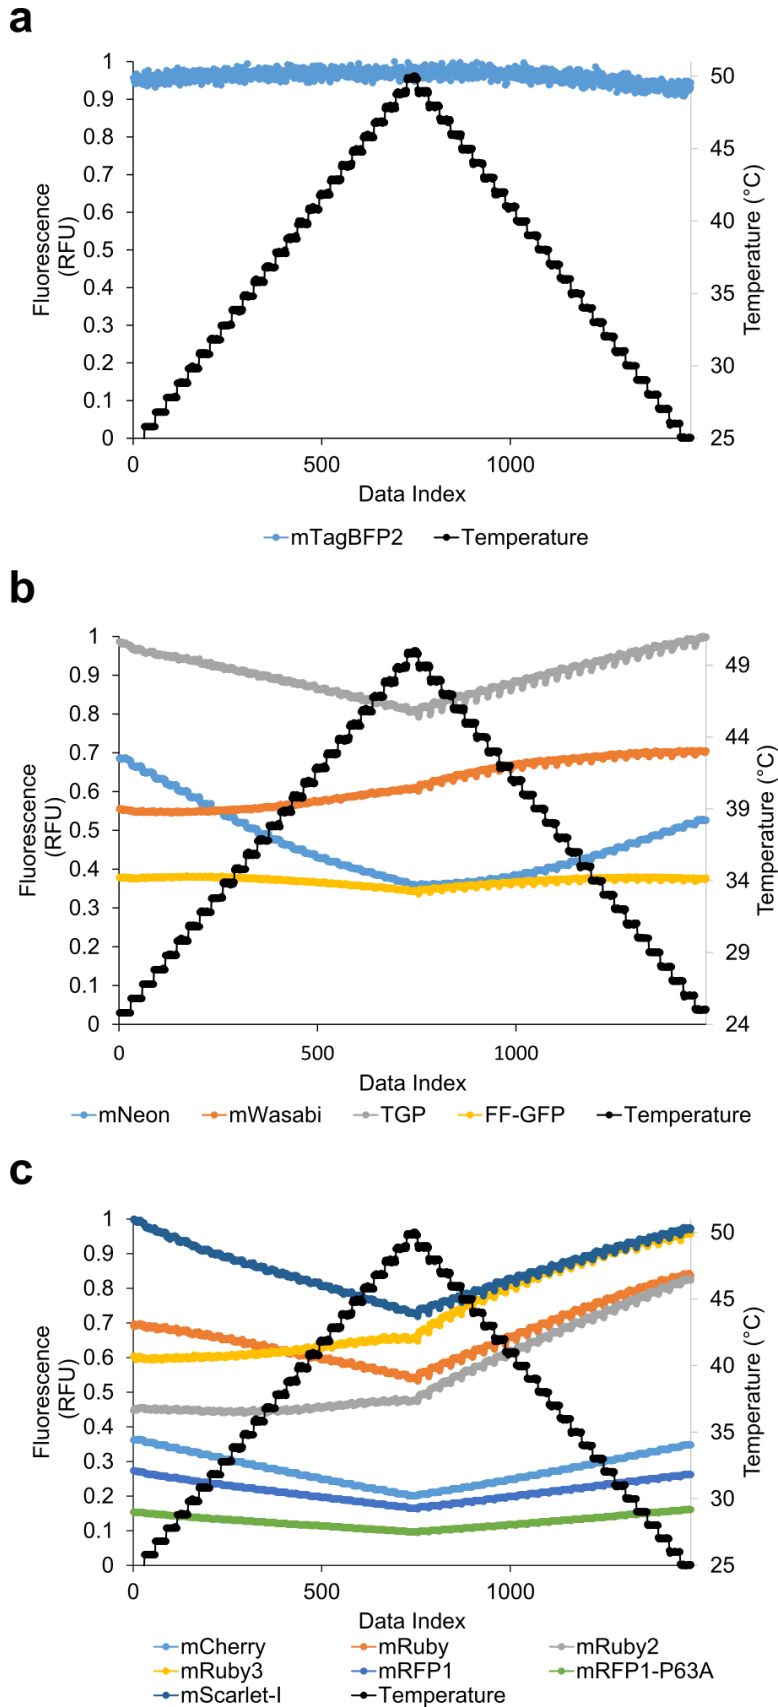 a
1
0.9
0.8
0.7
0.6
0.5
0.4
0.3
0.2
0.1
0
Fluorescence
(RFU)
50
45
40
35
30
25
Temperature (°C)
0 500 1000
Data Index
mTagBFP2 Temperature
b
1
0.9
0.8
0.7
0.6
0.5
0.4
0.3
0.2
0.1
0
Fluorescence
(RFU)
49
44
39
34
29
24
Temperature (°C)
0 500 1000
Data Index
mNeon mWasabi TGP FF-GFP Temperature
c
1
0.9
0.8
0.7
0.6
0.5
0.4
0.3
0.2
0.1
0
Fluorescence
(RFU)
50
45
40
35
30
25
Temperature (°C)
0 500 1000
Data Index
mCherry mRuby mRuby2
mRuby3 mRFP1 mRFP1-P63A
mScarlet-I Temperature